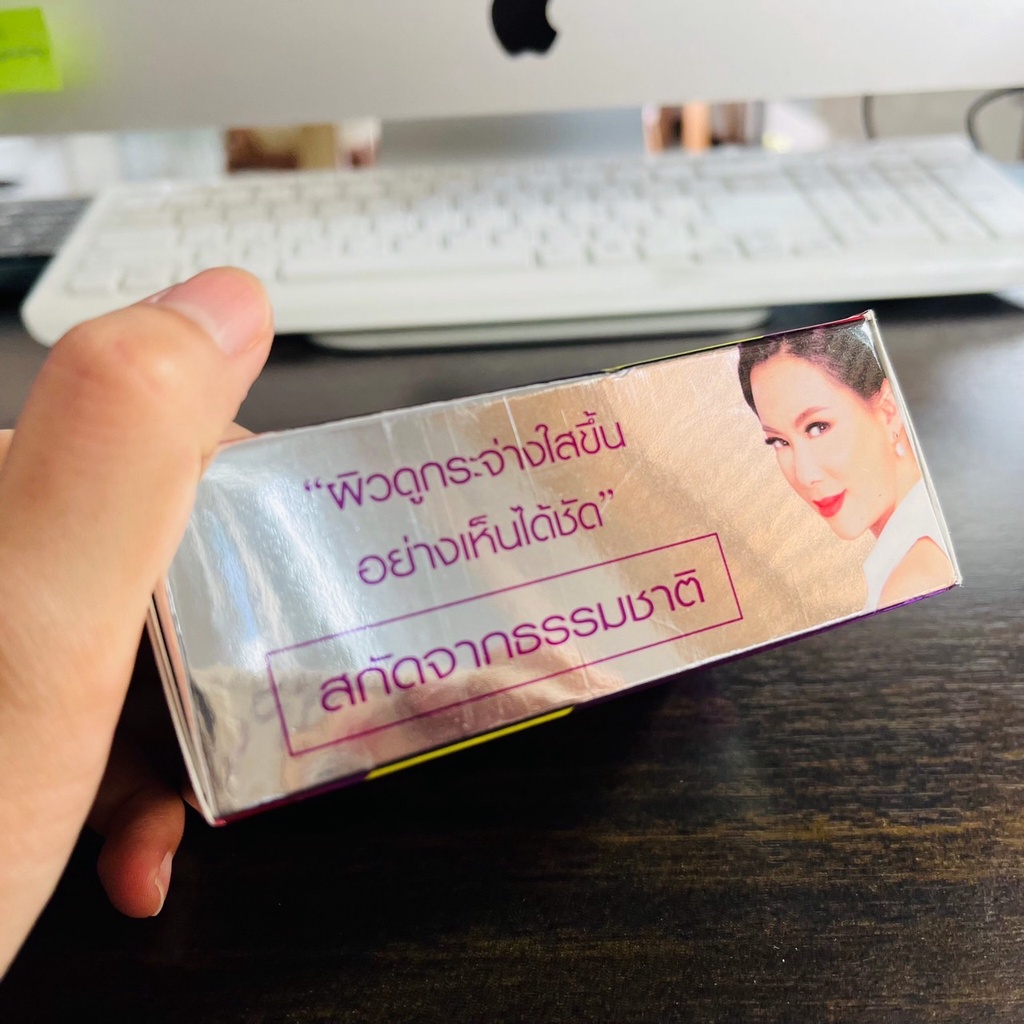 “ผิวดูกระจ่างใสขึ้น
อย่างเห็นได้ชัด”
สกัดจากธรรมชาติ